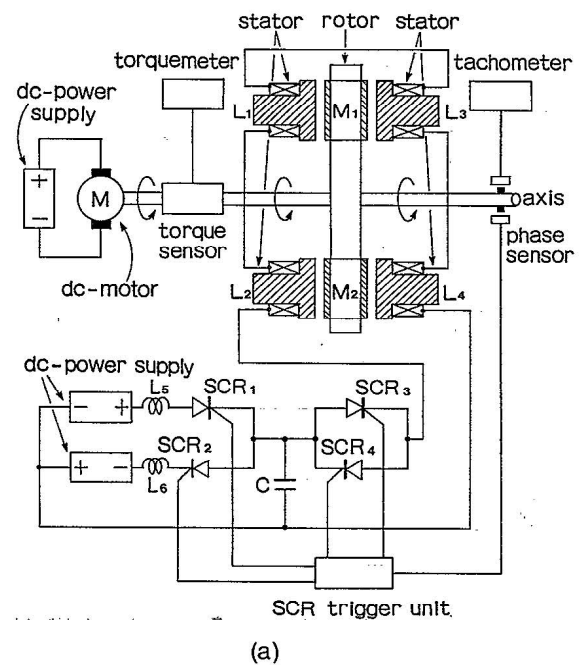 stator rotor stator
torquemeter
tachometer
dc-power
supply
L1 M1 L3
M
torque
sensor
axis
phase
sensor
dc-motor
L2 M2 L4
dc-power supply
L5 SCR1 SCR3
SCR2 SCR4
L6
C
SCR trigger unit
(a)